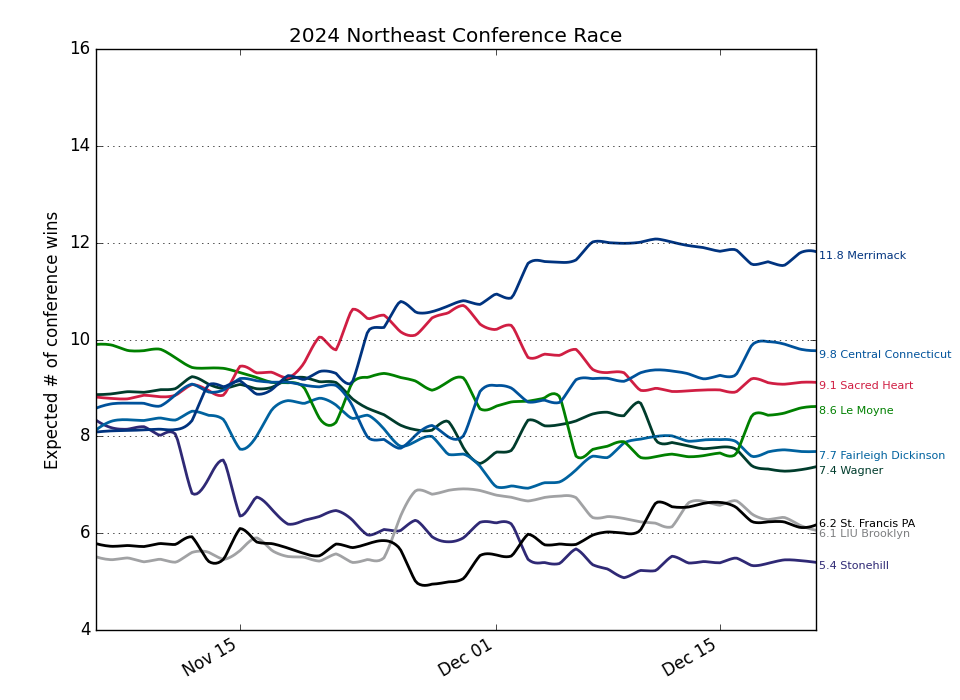 2024 Northeast Conference Race
16
14
12
10
8
6
4
Expected # of conference wins
11.8 Merrimack
9.8 Central Connecticut
9.1 Sacred Heart
8.6 Le Moyne
7.7 Fairleigh Dickinson
7.4 Wagner
6.2 St. Francis PA
6.1 LIU Brooklyn
5.4 Stonehill
Nov 15
Dec 01
Dec 15